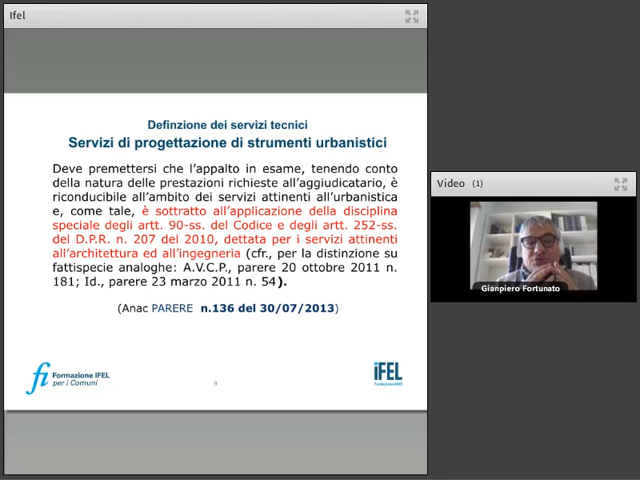 Ifel
Definzione dei servizi tecnici
Servizi di progettazione di strumenti urbanistici
Deve premettersi che l'appalto in esame, tenendo conto
della natura delle prestazioni richieste all'aggiudicatario, è
riconducibile all'ambito dei servizi attinenti all'urbanistica
e, come tale, è sottratto all'applicazione della disciplina
speciale degli artt. 90-ss. del Codice e degli artt. 252-ss.
del D.P.R. n. 207 del 2010, dettata per i servizi attinenti
all'architettura ed all'ingegneria (cfr., per la distinzione su
fattispecie analoghe: A.V.C.P., parere 20 ottobre 2011 n.
181; Id., parere 23 marzo 2011 n. 54).
(Anac PARERE n.136 del 30/07/2013)
fi Formazione IFEL
per i Comuni
9
iFEL
Fondazione ANCI
Video (1)
Gianpiero Fortunato